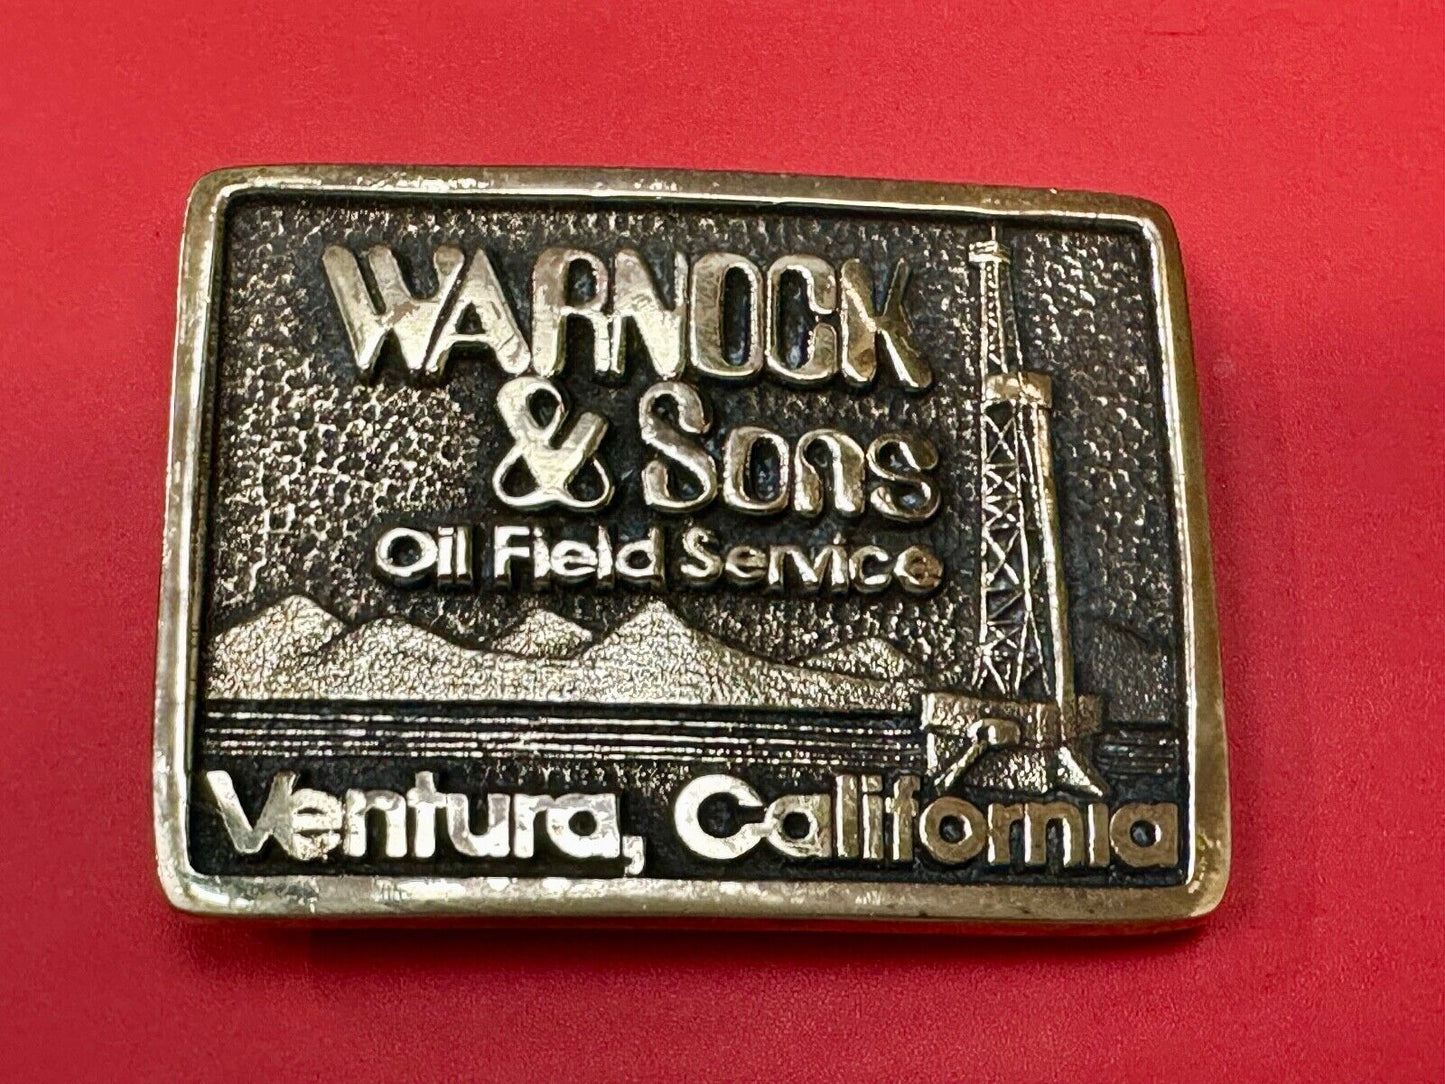 WARNOCK
& Sons
Oil Field Service
Ventura, California